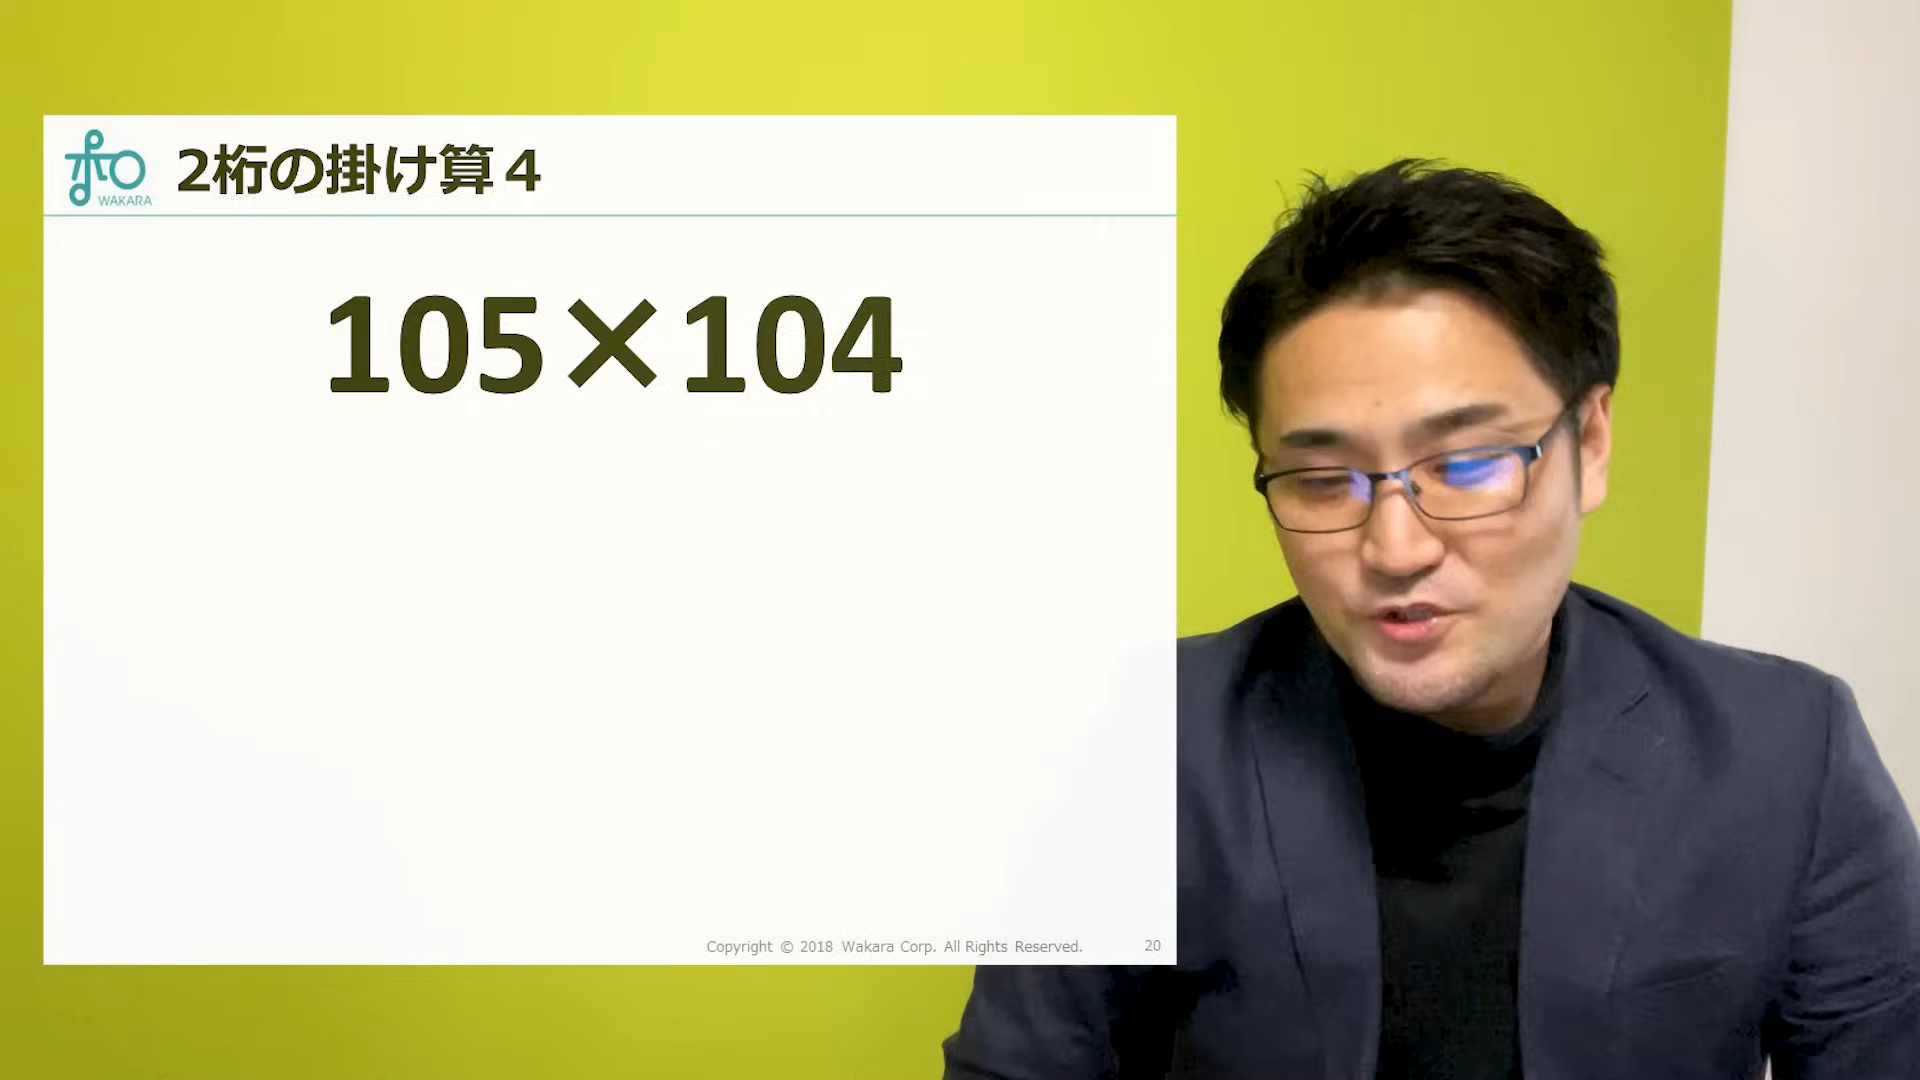 WAKARA
2桁の掛け算４
105×104
Copyright © 2018 Wakara Corp. All Rights Reserved.
20